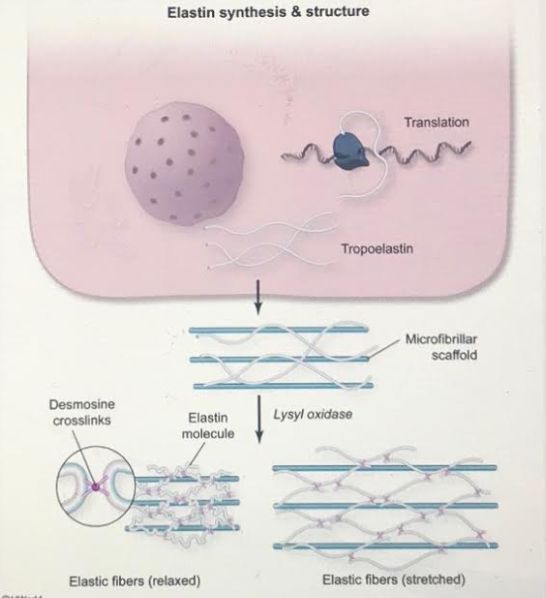 Elastin synthesis & structure
Translation
Tropoelastin
Microfibrillar
scaffold
Lysyl oxidase
Desmosine
crosslinks
Elastin
molecule
Elastic fibers (relaxed)
Elastic fibers (stretched)